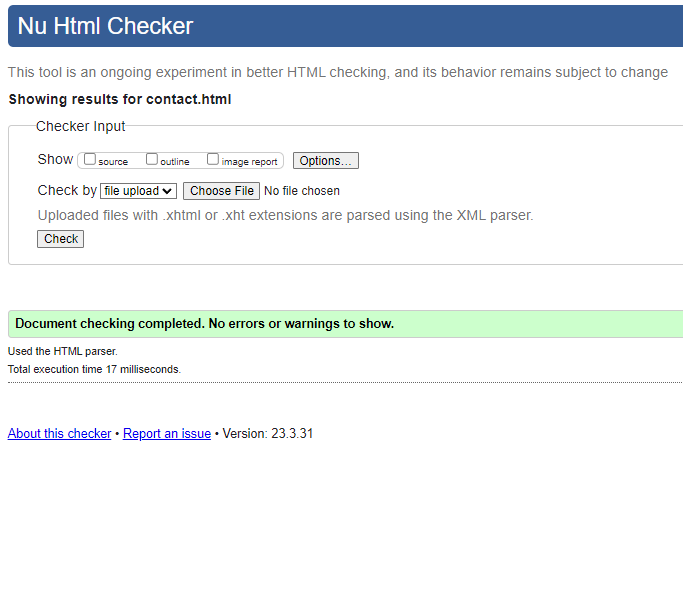 Nu Html Checker
This tool is an ongoing experiment in better HTML checking, and its behavior remains subject to change
Showing results for contact.html
Checker Input
Show source outline image report Options...
Check by file upload Choose File No file chosen
Uploaded files with .xhtml or .xht extensions are parsed using the XML parser.
Check
Document checking completed. No errors or warnings to show.
Used the HTML parser.
Total execution time 17 milliseconds.
About this checker • Report an issue • Version: 23.3.31